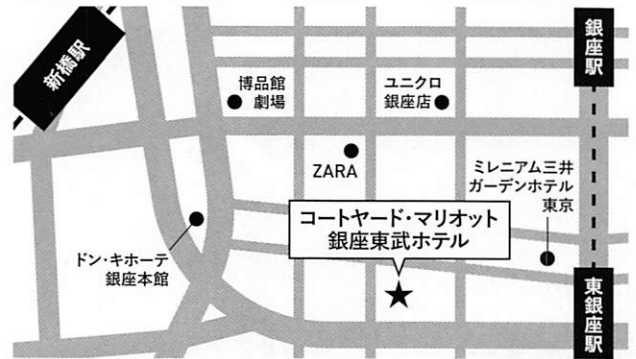 新橋駅
銀座駅
博品館
劇場
ユニクロ
銀座店
ZARA
ミレニアム三井
ガーデンホテル
東京
コートヤード・マリオット
銀座東武ホテル
ドン・キホーテ
銀座本館
東銀座駅